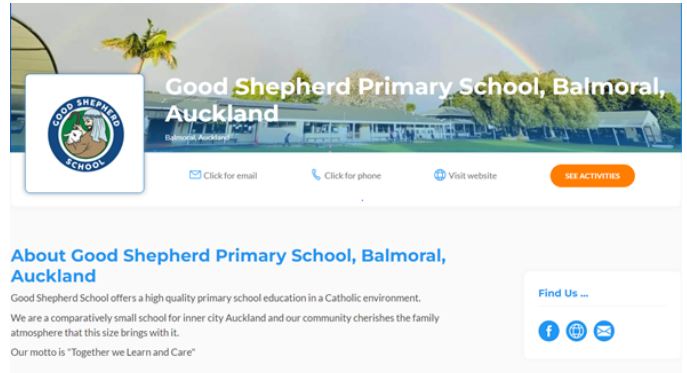 Good Shepherd Primary School, Balmoral,
Auckland
Balmoral, Auckland
GOOD SHEPHERD
SCHOOL
Click for email
Click for phone
Visit website
SEE ACTIVITIES
About Good Shepherd Primary School, Balmoral,
Auckland
Good Shepherd School offers a high quality primary school education in a Catholic environment.
We are a comparatively small school for inner city Auckland and our community cherishes the family
atmosphere that this size brings with it.
Our motto is "Together we Learn and Care"
Find Us ...